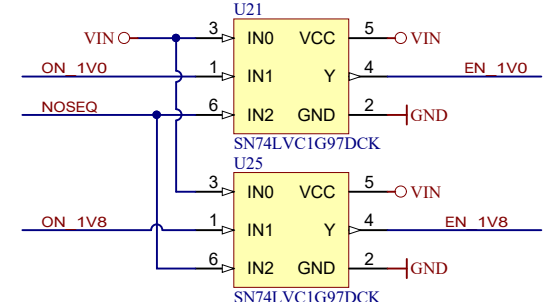 U21
VIN 3 IN0 VCC 5 VIN
ON_1V0 1 IN1 Y 4 EN_1V0
NOSEQ 6 IN2 GND 2 GND
SN74LVC1G97DCK
U25
3 IN0 VCC 5 VIN
ON_1V8 1 IN1 Y 4 EN_1V8
6 IN2 GND 2 GND
SN74LVC1G97DCK